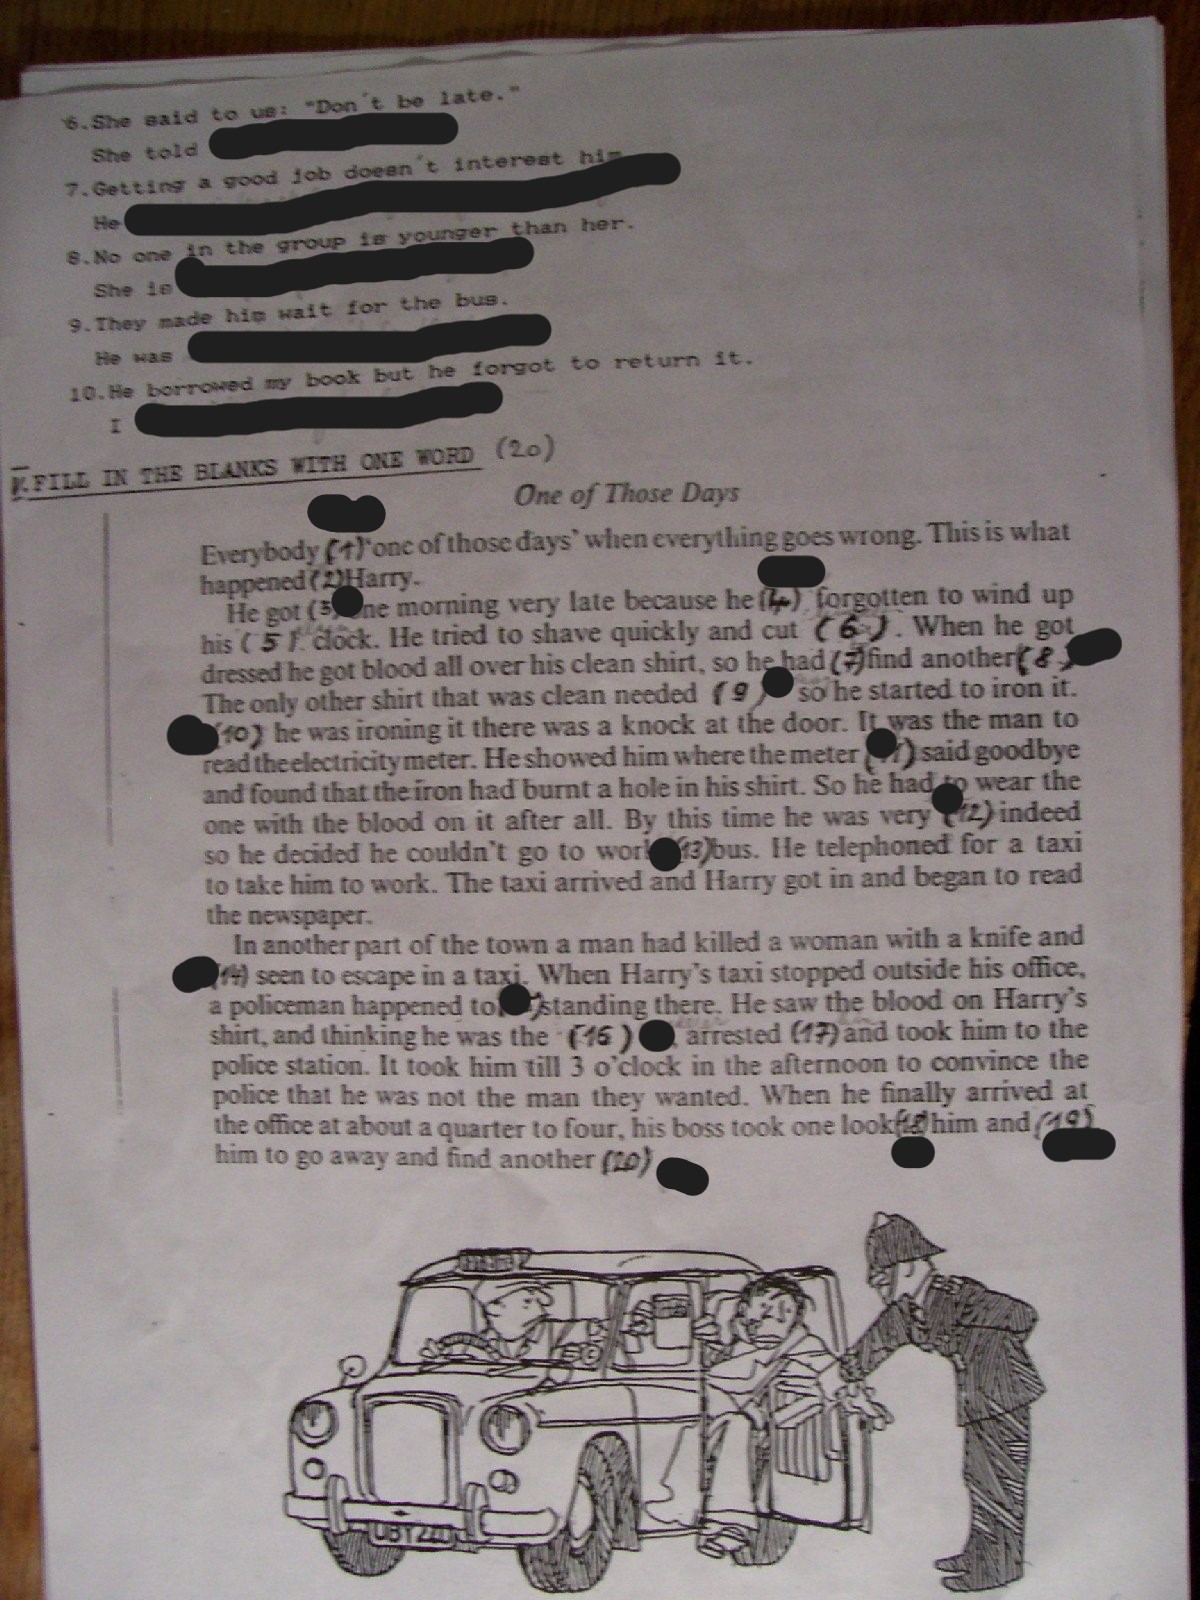 6.She said to us: "Don't be late."
She told
7.Getting a good job doesn't interest him
He
8.No one in the group is younger than her.
She is
9.They made him wait for the bus.
He was
10.He borrowed my book but he forgot to return it.
I
V.FILL IN THE BLANKS WITH ONE WORD (20)
One of Those Days
Everybody (1) 'one of those days' when everything goes wrong. This is what
happened (2) Harry.
He got (3) one morning very late because he (4) forgotten to wind up
his (5) clock. He tried to shave quickly and cut (6). When he got
dressed he got blood all over his clean shirt, so he had (7) find another (8)
The only other shirt that was clean needed (9) so he started to iron it.
(10) he was ironing it there was a knock at the door. It was the man to
read the electricity meter. He showed him where the meter (11) said goodbye
and found that the iron had burnt a hole in his shirt. So he had to wear the
one with the blood on it after all. By this time he was very (12) indeed
so he decided he couldn't go to work (13) bus. He telephoned for a taxi
to take him to work. The taxi arrived and Harry got in and began to read
the newspaper.
In another part of the town a man had killed a woman with a knife and
(14) seen to escape in a taxi. When Harry's taxi stopped outside his office,
a policeman happened to standing there. He saw the blood on Harry's
shirt, and thinking he was the (16) arrested (17) and took him to the
police station. It took him till 3 o'clock in the afternoon to convince the
police that he was not the man they wanted. When he finally arrived at
the office at about a quarter to four, his boss took one look (18) him and (19)
him to go away and find another (20)